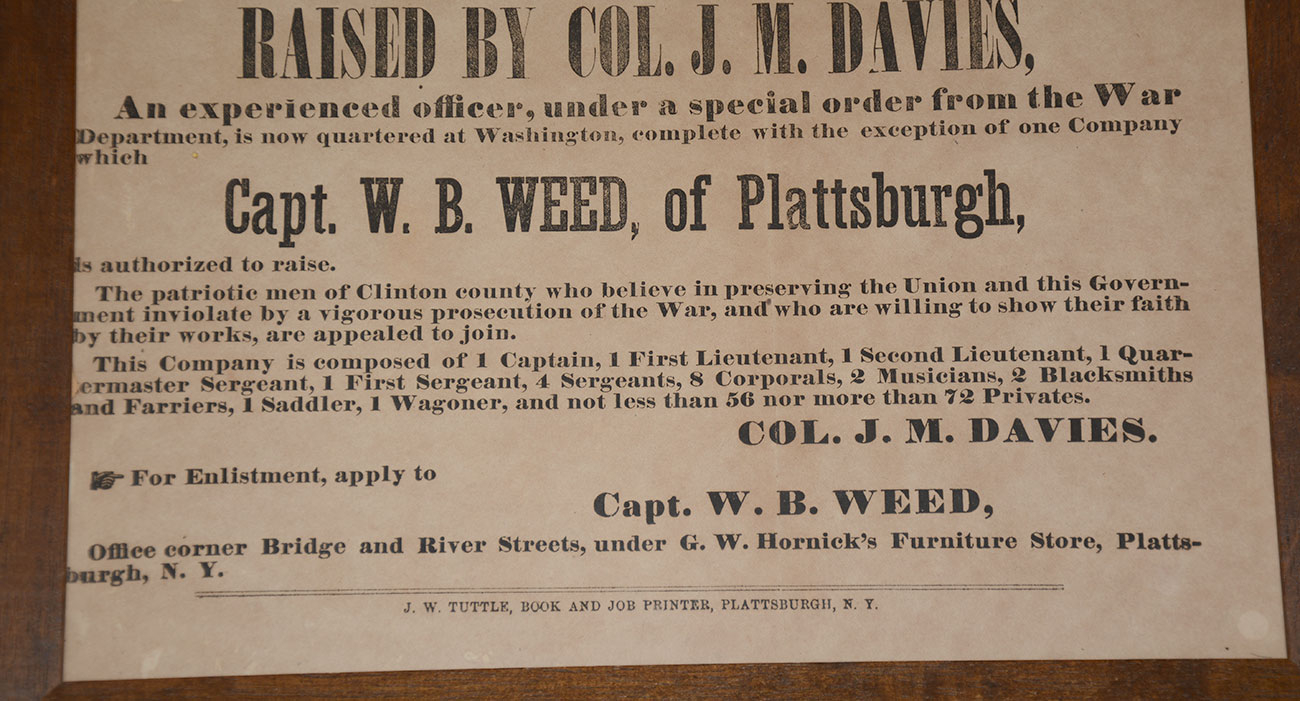 RAISED BY COL. J. M. DAVIES,
An experienced officer, under a special order from the War
Department, is now quartered at Washington, complete with the exception of one Company
which
Capt. W. B. WEED, of Plattsburgh,
is authorized to raise.
The patriotic men of Clinton county who believe in preserving the Union and this Govern-
ment inviolate by a vigorous prosecution of the War, and who are willing to show their faith
by their works, are appealed to join.
This Company is composed of 1 Captain, 1 First Lieutenant, 1 Second Lieutenant, 1 Quar-
termaster Sergeant, 1 First Sergeant, 4 Sergeants, 8 Corporals, 2 Musicians, 2 Blacksmiths
and Farriers, 1 Saddler, 1 Wagoner, and not less than 56 nor more than 72 Privates.
COL. J. M. DAVIES.
☞ For Enlistment, apply to
Capt. W. B. WEED,
Office corner Bridge and River Streets, under G. W. Hornick's Furniture Store, Platts-
burgh, N. Y.
J. W. TUTTLE, BOOK AND JOB PRINTER, PLATTSBURGH, N. Y.